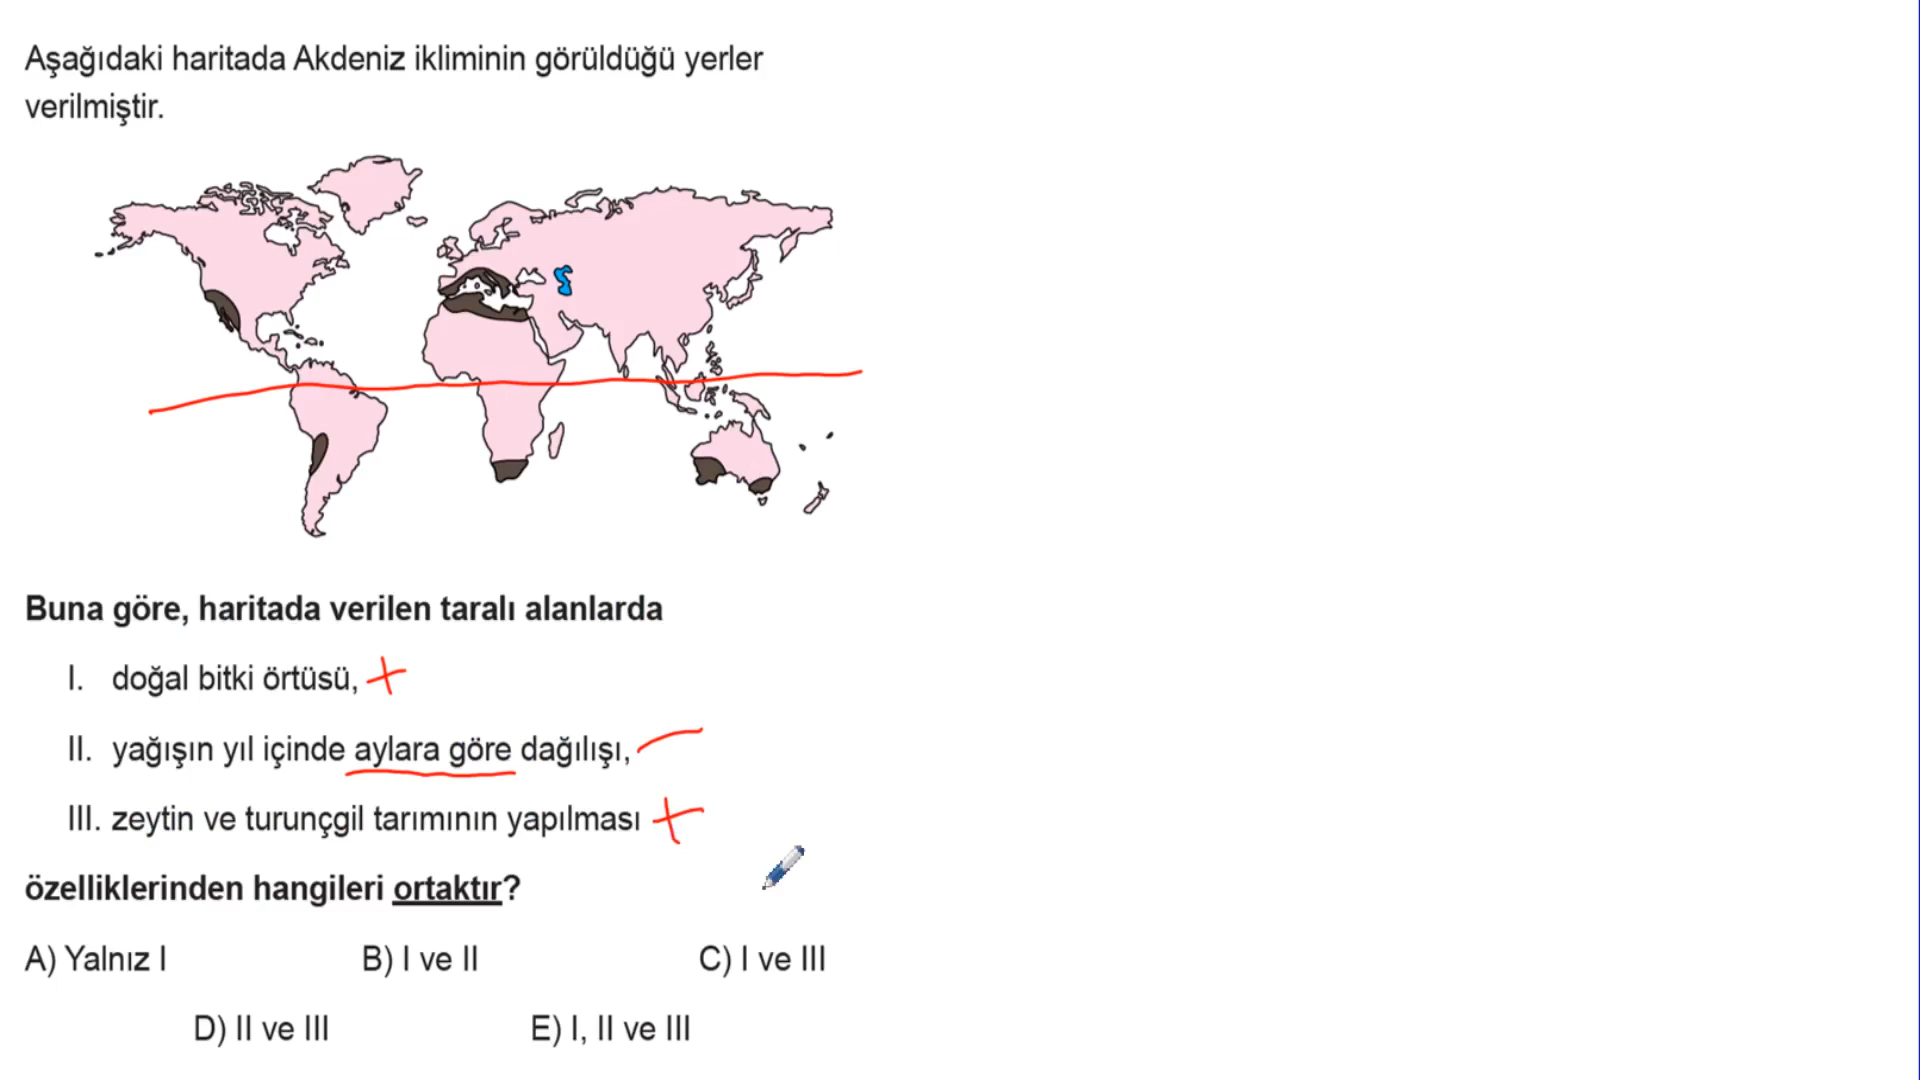 Aşağıdaki haritada Akdeniz ikliminin görüldüğü yerler
verilmiştir.
Buna göre, haritada verilen taralı alanlarda
I. doğal bitki örtüsü,
II. yağışın yıl içinde aylara göre dağılışı,
III. zeytin ve turunçgil tarımının yapılması
özelliklerinden hangileri ortaktır?
A) Yalnız I B) I ve II C) I ve III
D) II ve III E) I, II ve III